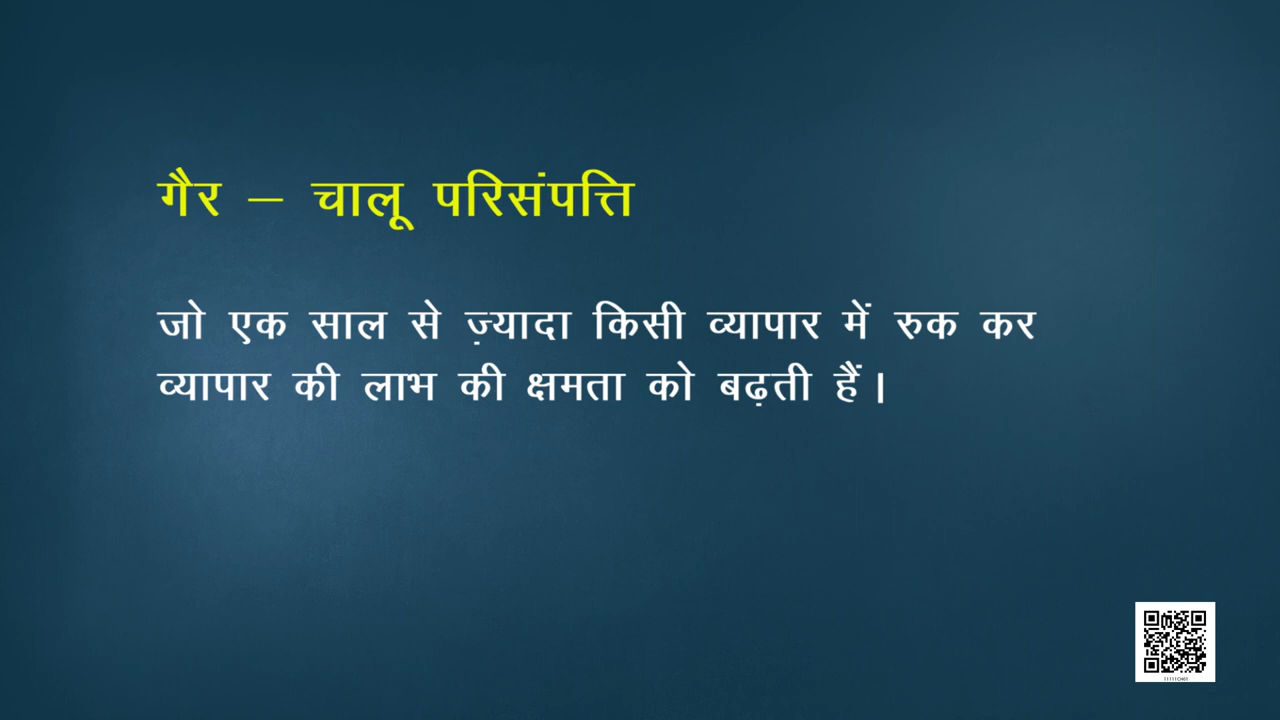 गैर – चालू परिसंपत्ति
जो एक साल से ज़्यादा किसी व्यापार में रुक कर
व्यापार की लाभ की क्षमता को बढ़ती हैं।